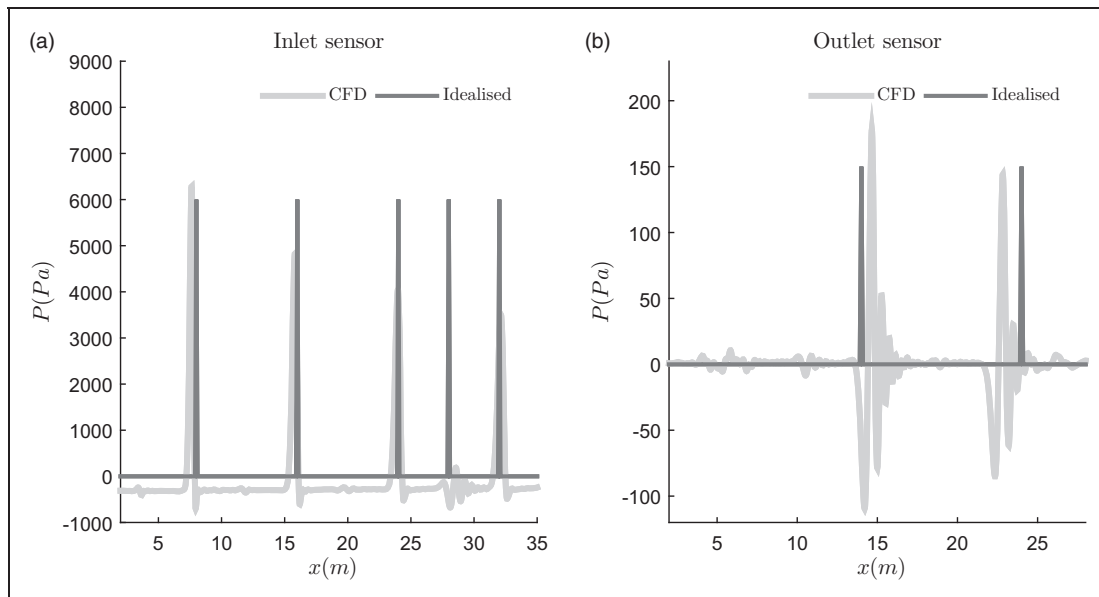 (a)
Inlet sensor
9000
8000
7000
6000
5000
4000
3000
2000
1000
0
-1000
P(Pa)
CFD
Idealised
5
10
15
20
25
30
35
x(m)
(b)
Outlet sensor
200
150
100
50
0
-50
-100
P(Pa)
CFD
Idealised
5
10
15
20
25
x(m)